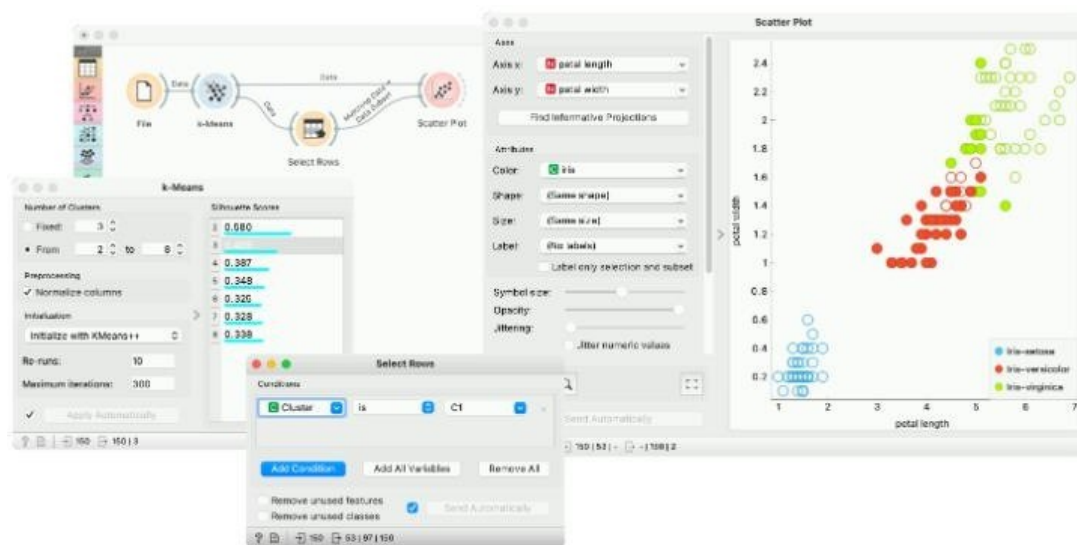 Data
Data
Data
Matching Data →
Data Subset
File
k-Means
Scatter Plot
Select Rows
k-Means
Number of Clusters
Fixed: 3
From 2 to 8
Preprocessing
Normalize columns
Initialization
Initialize with KMeans++
Re-runs: 10
Maximum iterations: 300
Apply Automatically
150 150 | 3
Silhouette Scores
2 0.580
3
4 0.387
5 0.348
6 0.325
7 0.328
8 0.338
Select Rows
Conditions
Cluster is C1
Add Condition Add All Variables Remove All
Remove unused features
Remove unused classes
Send Automatically
150 53 | 97 | 150
Scatter Plot
Axes
Axis x: petal length
Axis y: petal width
Find Informative Projections
Attributes
Color: iris
Shape: (Same shape)
Size: (Same size)
Label: (No labels)
Label only selection and subset
Symbol size:
Opacity:
Jittering:
Jitter numeric values
Send Automatically
150 | 53 | - - | 150 | 2
petal width
2.4
2.2
2
1.8
1.6
1.4
1.2
1
0.8
0.6
0.4
0.2
1 2 3 4 5 6 7
petal length
Iris-setosa
Iris-versicolor
Iris-virginica